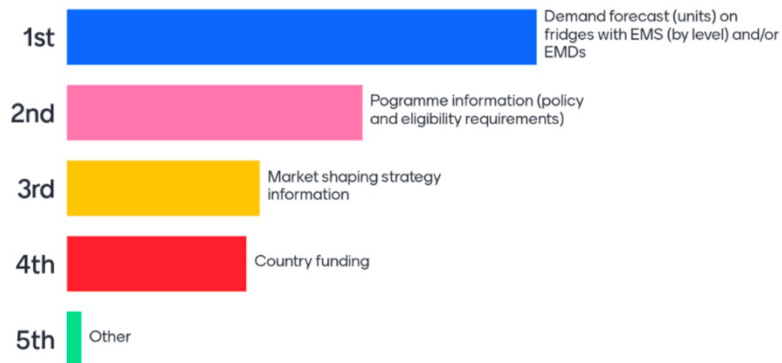 1st
Demand forecast (units) on
fridges with EMS (by level) and/or
EMDs
2nd
Pogramme information (policy
and eligibility requirements)
3rd
Market shaping strategy
information
4th
Country funding
5th
Other